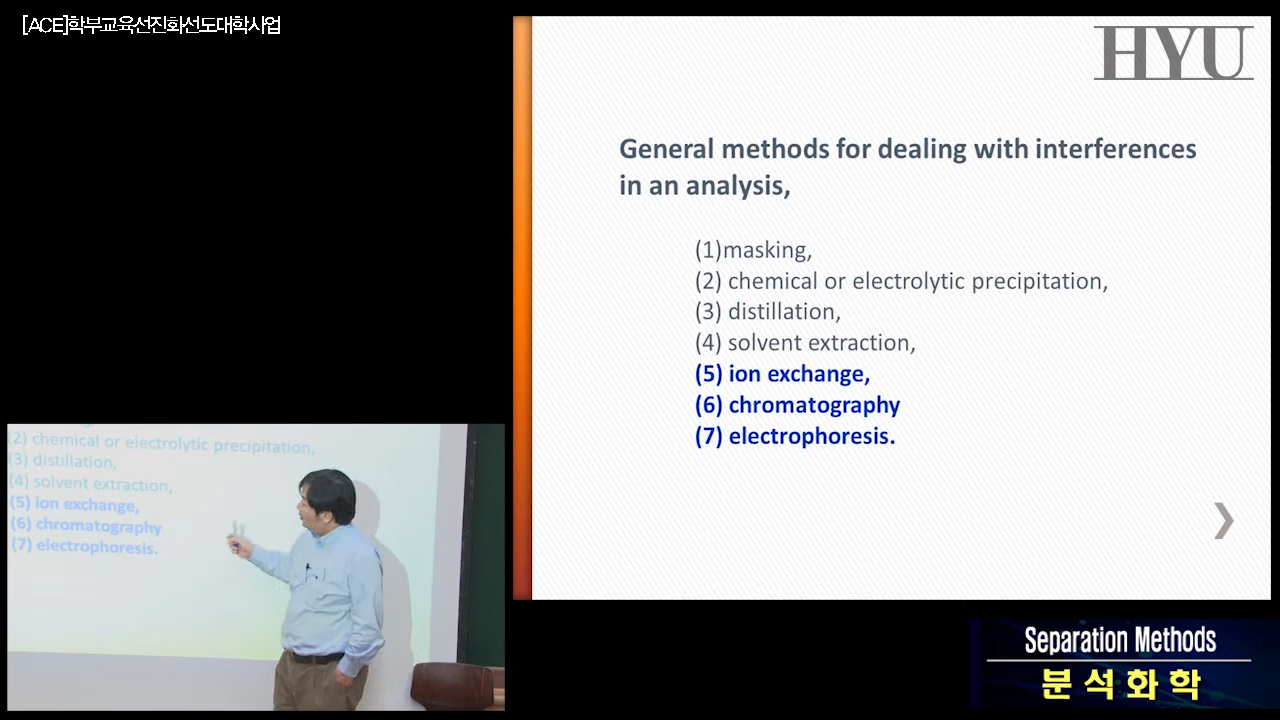 [ACE]학부교육선진화선도대학사업
HYU
General methods for dealing with interferences
in an analysis,
(1)masking,
(2) chemical or electrolytic precipitation,
(3) distillation,
(4) solvent extraction,
(5) ion exchange,
(6) chromatography
(7) electrophoresis.
(2) chemical or electrolytic precipitation,
(3) distillation,
(4) solvent extraction,
(5) ion exchange,
(6) chromatography
(7) electrophoresis.
Separation Methods
분석화학